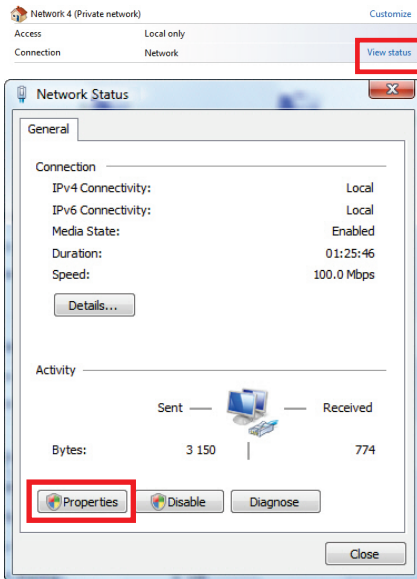 Network 4 (Private network) Customize
Access Local only
Connection Network View status
Network Status
General
Connection
IPv4 Connectivity: Local
IPv6 Connectivity: Local
Media State: Enabled
Duration: 01:25:46
Speed: 100.0 Mbps
Details...
Activity
Sent Received
Bytes: 3 150 774
Properties Disable Diagnose
Close